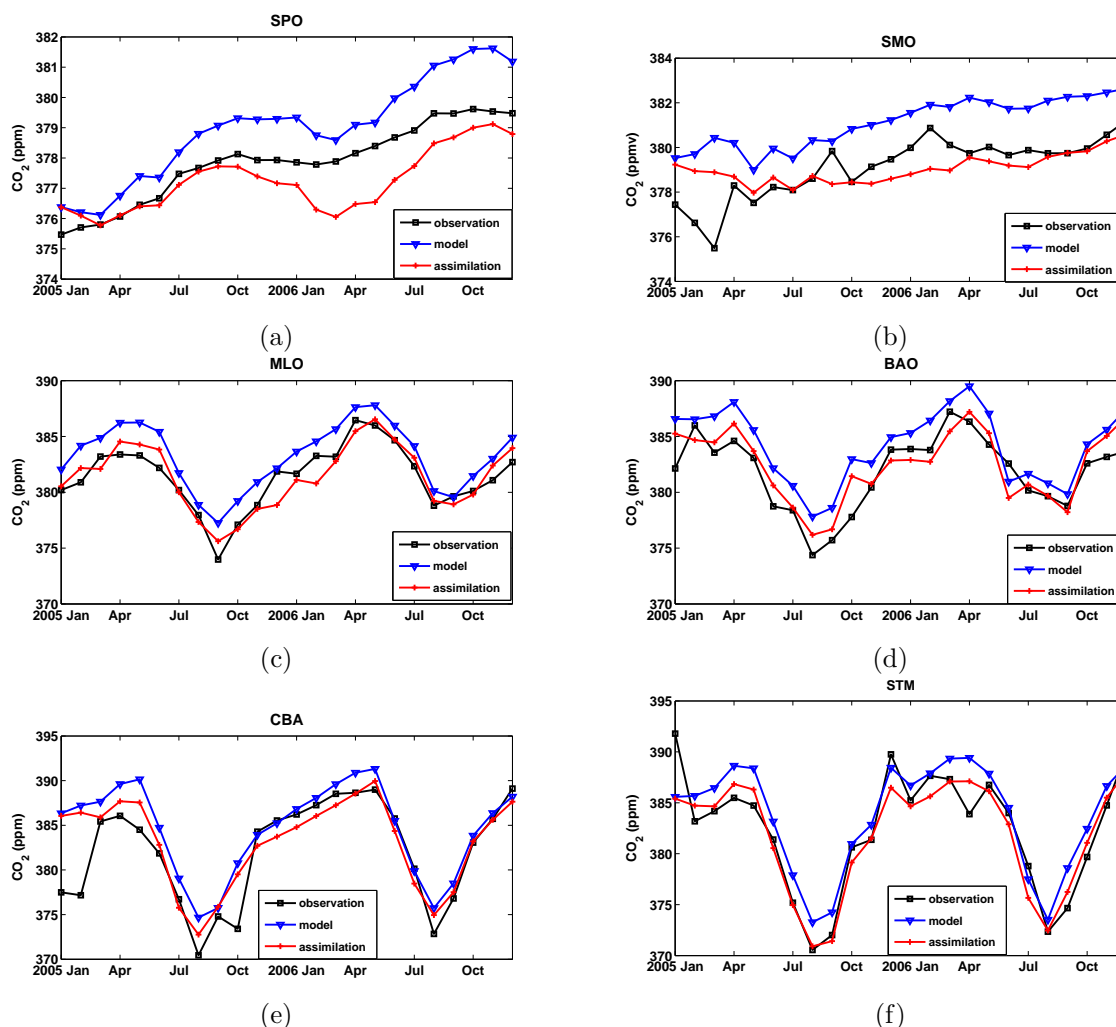 SPO
382
381
380
379
378
377
376
375
374
CO2 (ppm)
2005 Jan Apr Jul Oct 2006 Jan Apr Jul Oct
observation
model
assimilation
(a)
SMO
384
382
380
378
376
374
CO2 (ppmv)
2005 Jan Apr Jul Oct 2006 Jan Apr Jul Oct
observation
model
assimilation
(b)
MLO
390
385
380
375
370
CO2 (ppm)
2005 Jan Apr Jul Oct 2006 Jan Apr Jul Oct
observation
model
assimilation
(c)
BAO
390
385
380
375
370
CO2 (ppm)
2005 Jan Apr Jul Oct 2006 Jan Apr Jul Oct
observation
model
assimilation
(d)
CBA
395
390
385
380
375
370
CO2 (ppm)
2005 Jan Apr Jul Oct 2006 Jan Apr Jul Oct
observation
model
assimilation
(e)
STM
395
390
385
380
375
370
CO2 (ppm)
2005 Jan Apr Jul Oct 2006 Jan Apr Jul Oct
observation
model
assimilation
(f)